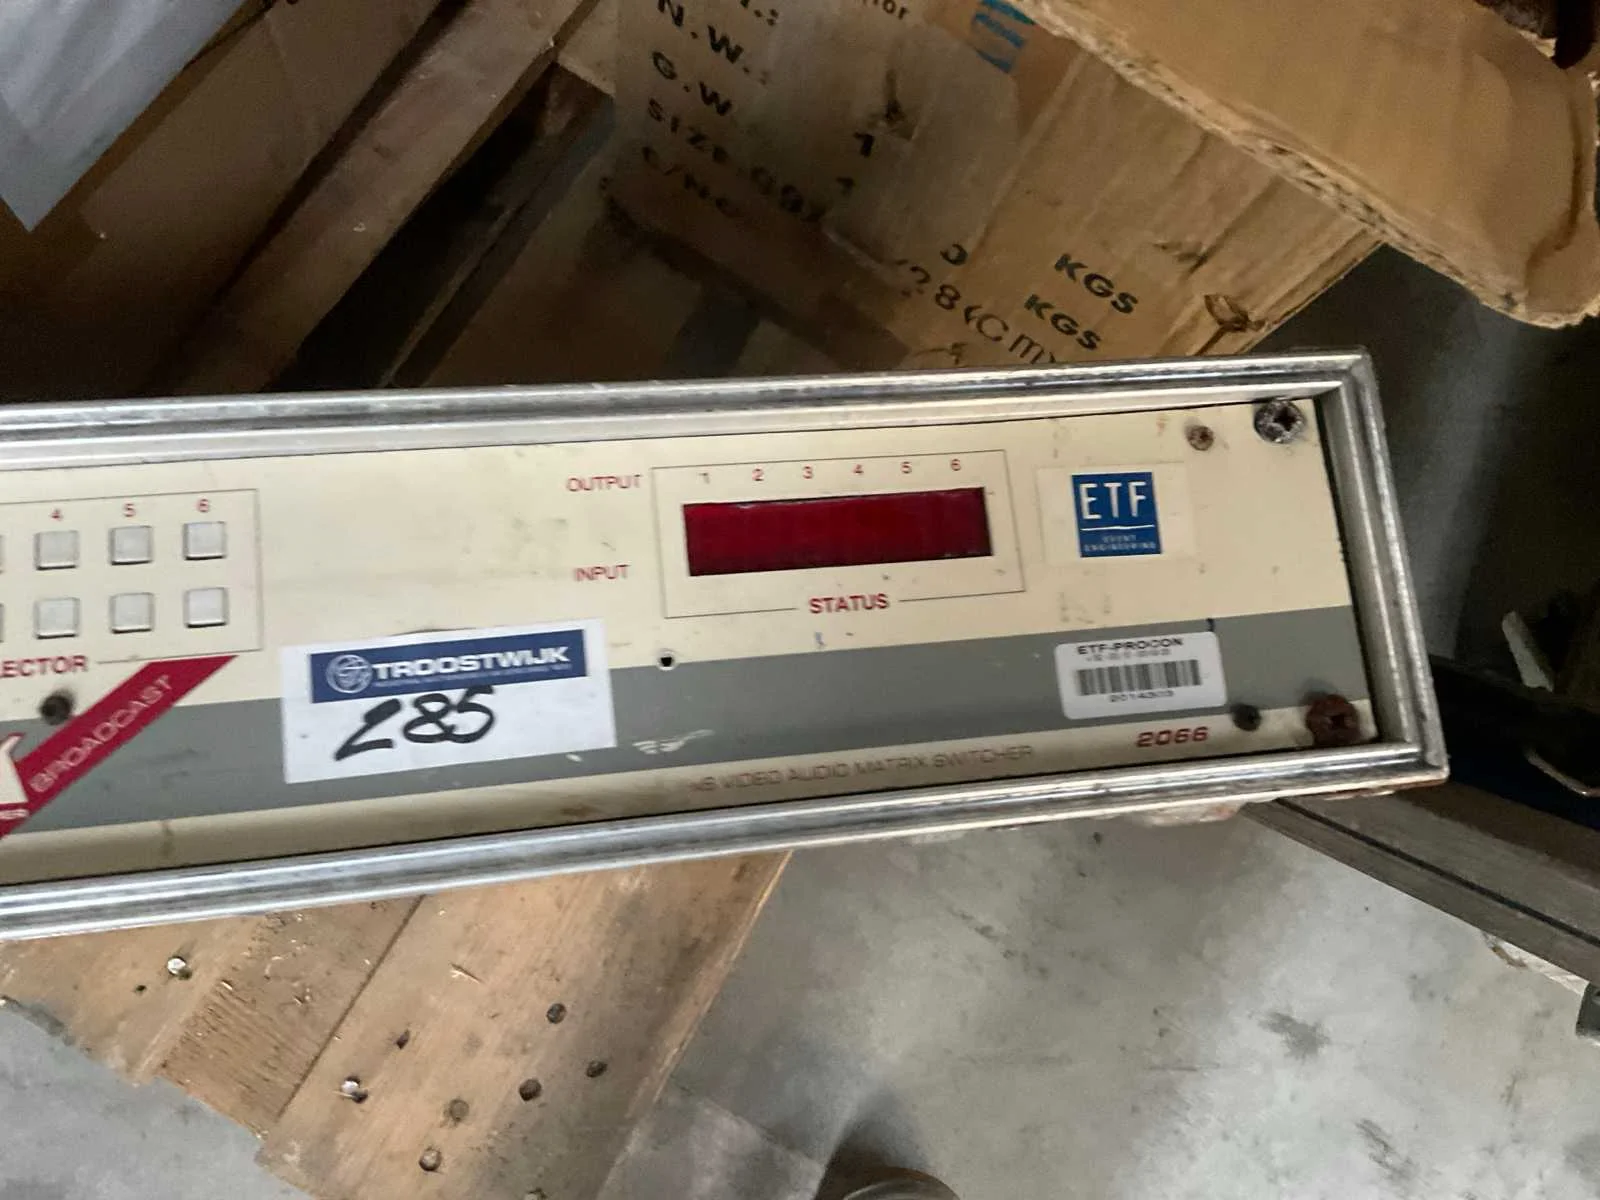 N.W.:
G.W
KGS
KGS
OUTPUT 1 2 3 4 5 6
INPUT
STATUS
4 5 6
LECTOR
BROADCAST
TROOSTWIJK
285
ETF
EVENT
ENGINEERING
ETF-PROCON
2066
VIDEO AUDIO MATRIX SWITCHER